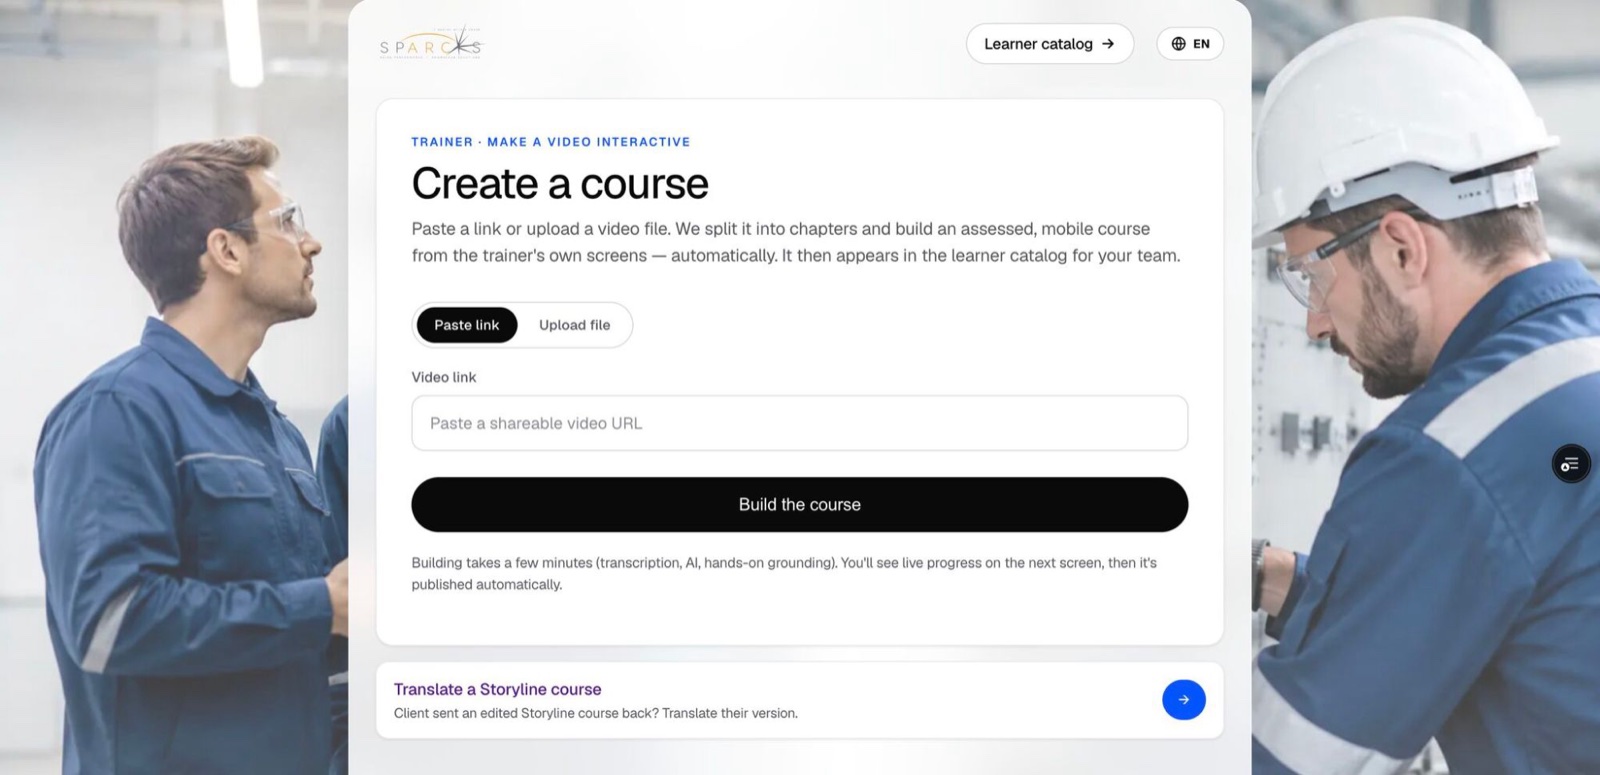 SPARCKS
Learner catalog →
EN
TRAINER · MAKE A VIDEO INTERACTIVE
Create a course
Paste a link or upload a video file. We split it into chapters and build an assessed, mobile course
from the trainer's own screens — automatically. It then appears in the learner catalog for your team.
Paste link
Upload file
Video link
Paste a shareable video URL
Build the course
Building takes a few minutes (transcription, AI, hands-on grounding). You'll see live progress on the next screen, then it's
published automatically.
Translate a Storyline course
Client sent an edited Storyline course back? Translate their version.